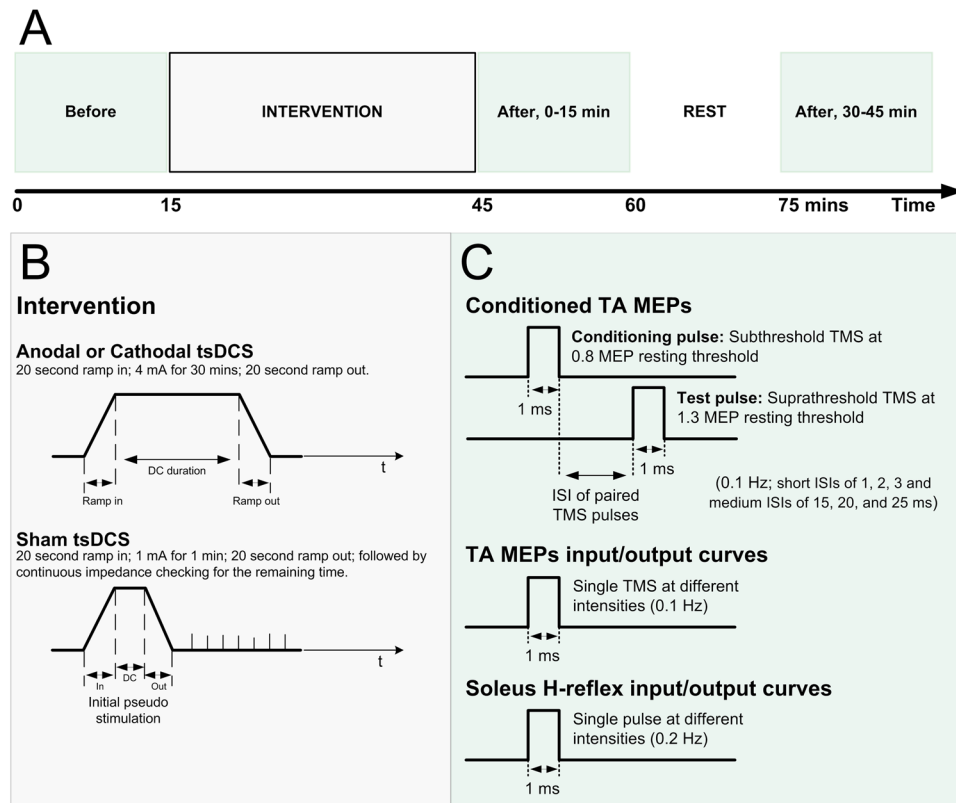 A
Before
INTERVENTION
After, 0-15 min
REST
After, 30-45 min
0
15
45
60
75 mins
Time
B
Intervention
Anodal or Cathodal tsDCS
20 second ramp in; 4 mA for 30 mins; 20 second ramp out.
DC duration
t
Ramp in
Ramp out
Sham tsDCS
20 second ramp in; 1 mA for 1 min; 20 second ramp out; followed by
continuous impedance checking for the remaining time.
t
In
DC
Out
Initial pseudo
stimulation
C
Conditioned TA MEPs
Conditioning pulse: Subthreshold TMS at
0.8 MEP resting threshold
1 ms
Test pulse: Suprathreshold TMS at
1.3 MEP resting threshold
1 ms
ISI of paired
TMS pulses
(0.1 Hz; short ISIs of 1, 2, 3 and
medium ISIs of 15, 20, and 25 ms)
TA MEPs input/output curves
Single TMS at different
intensities (0.1 Hz)
1 ms
Soleus H-reflex input/output curves
Single pulse at different
intensities (0.2 Hz)
1 ms